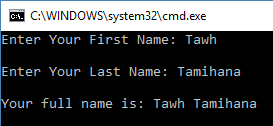 C:\WINDOWS\system32\cmd.exe
Enter Your First Name: Tawh
Enter Your Last Name: Tamihana
Your full name is: Tawh Tamihana